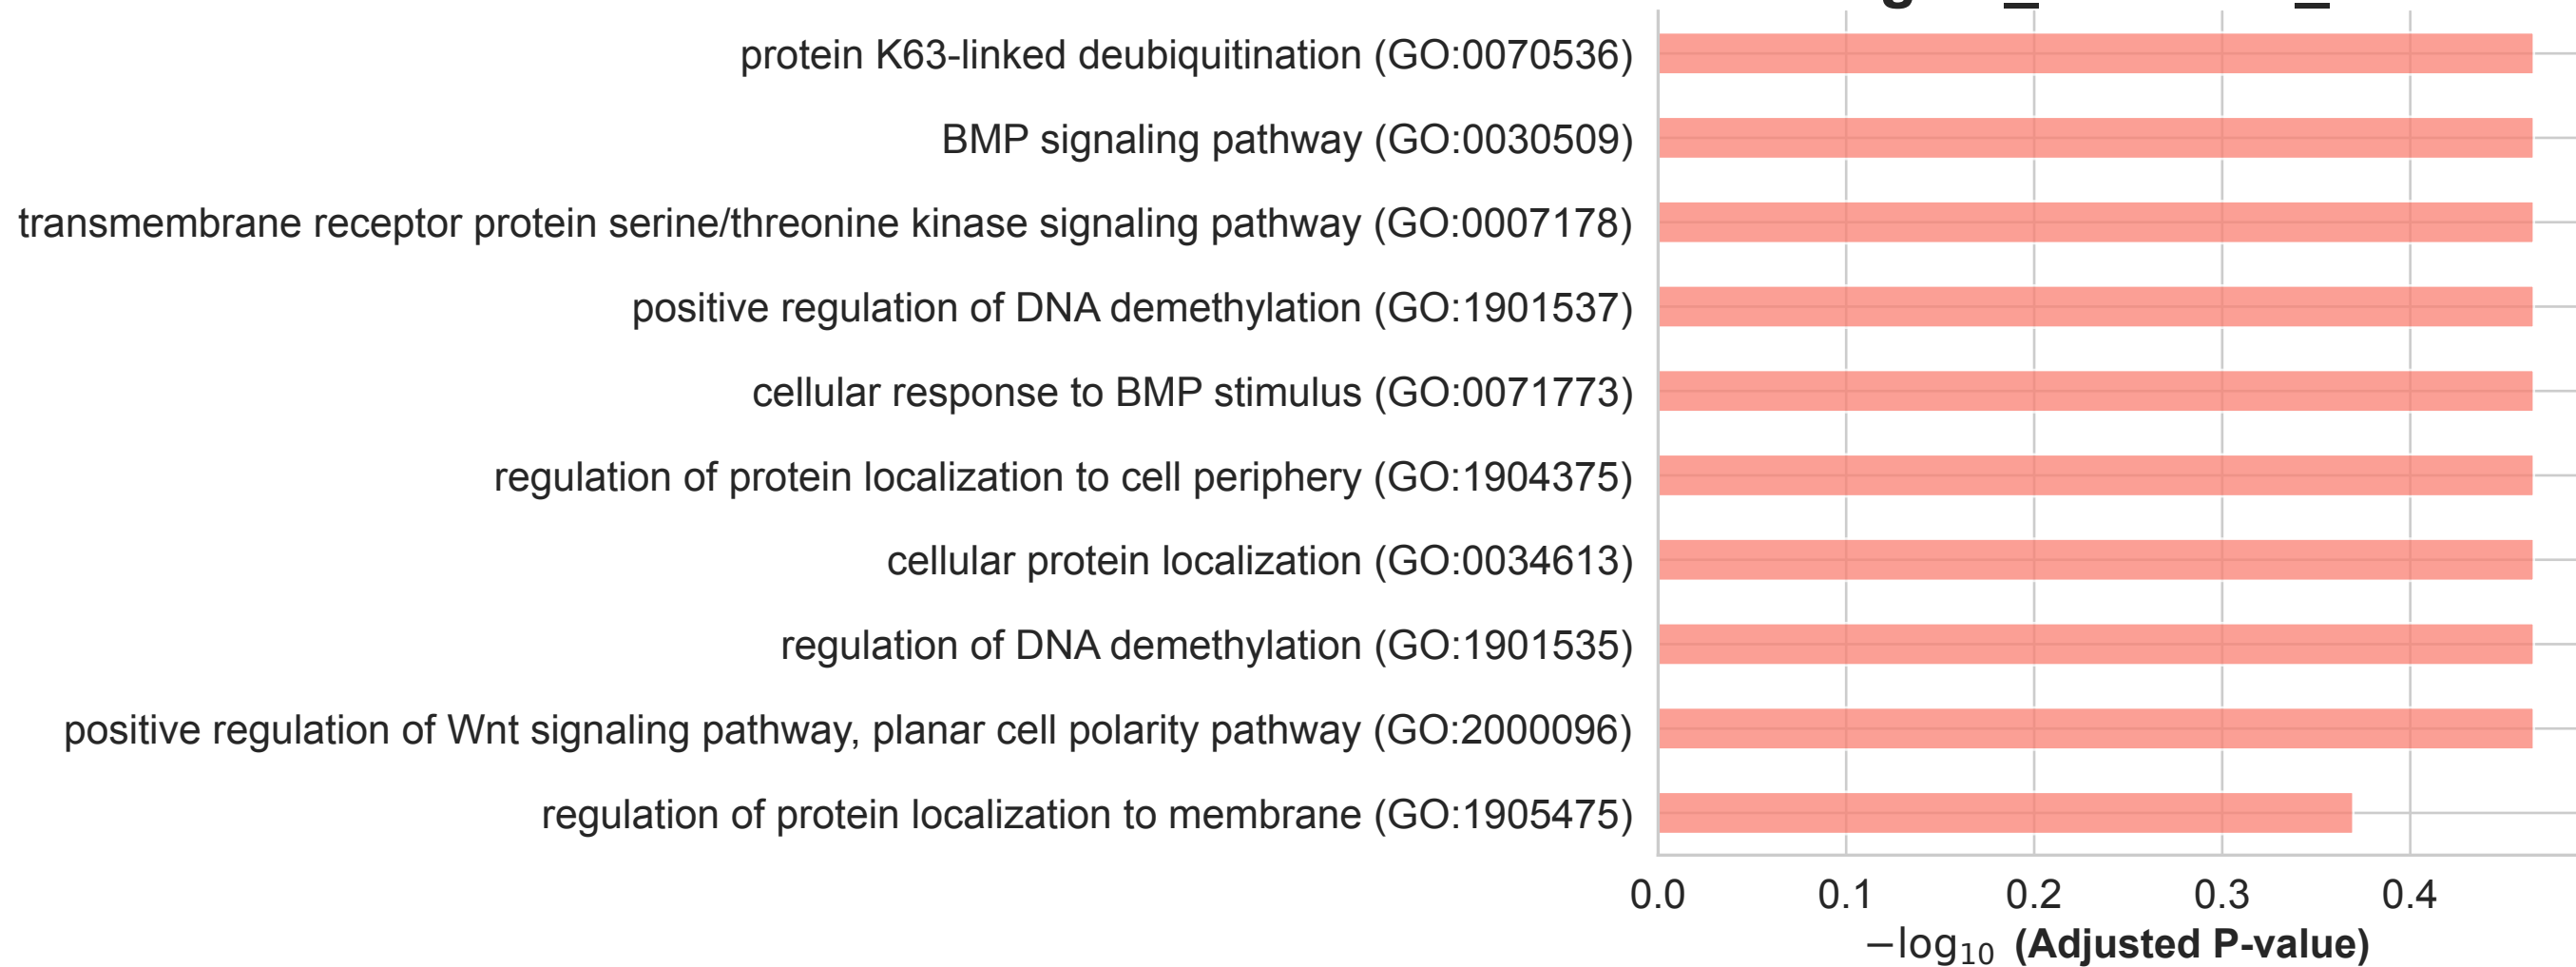 protein K63-linked deubiquitination (GO:0070536)
BMP signaling pathway (GO:0030509)
transmembrane receptor protein serine/threonine kinase signaling pathway (GO:0007178)
positive regulation of DNA demethylation (GO:1901537)
cellular response to BMP stimulus (GO:0071773)
regulation of protein localization to cell periphery (GO:1904375)
cellular protein localization (GO:0034613)
regulation of DNA demethylation (GO:1901535)
positive regulation of Wnt signaling pathway, planar cell polarity pathway (GO:2000096)
regulation of protein localization to membrane (GO:1905475)
0.0 0.1 0.2 0.3 0.4
−log₁₀ (Adjusted P-value)